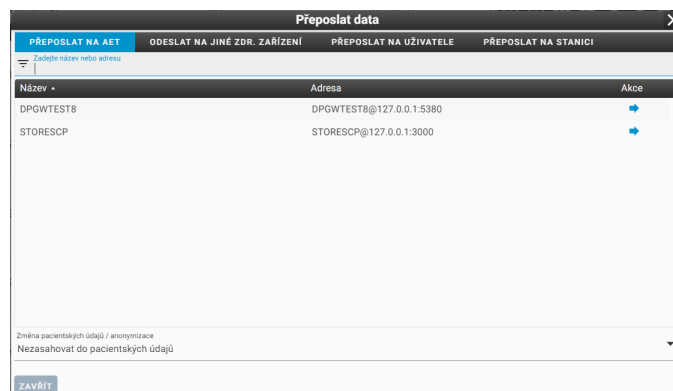 Přeposlat data
PŘEPOSLAT NA AET ODESLAT NA JINÉ ZDR. ZAŘÍZENÍ PŘEPOSLAT NA UŽIVATELE PŘEPOSLAT NA STANICI
Zadejte název nebo adresu
Název Adresa Akce
DPGWTEST8 DPGWTEST8@127.0.0.1:5380
STORESCP STORESCP@127.0.0.1:3000
Změna pacientských údajů / anonymizace
Nezasahovat do pacientských údajů
ZAVŘÍT